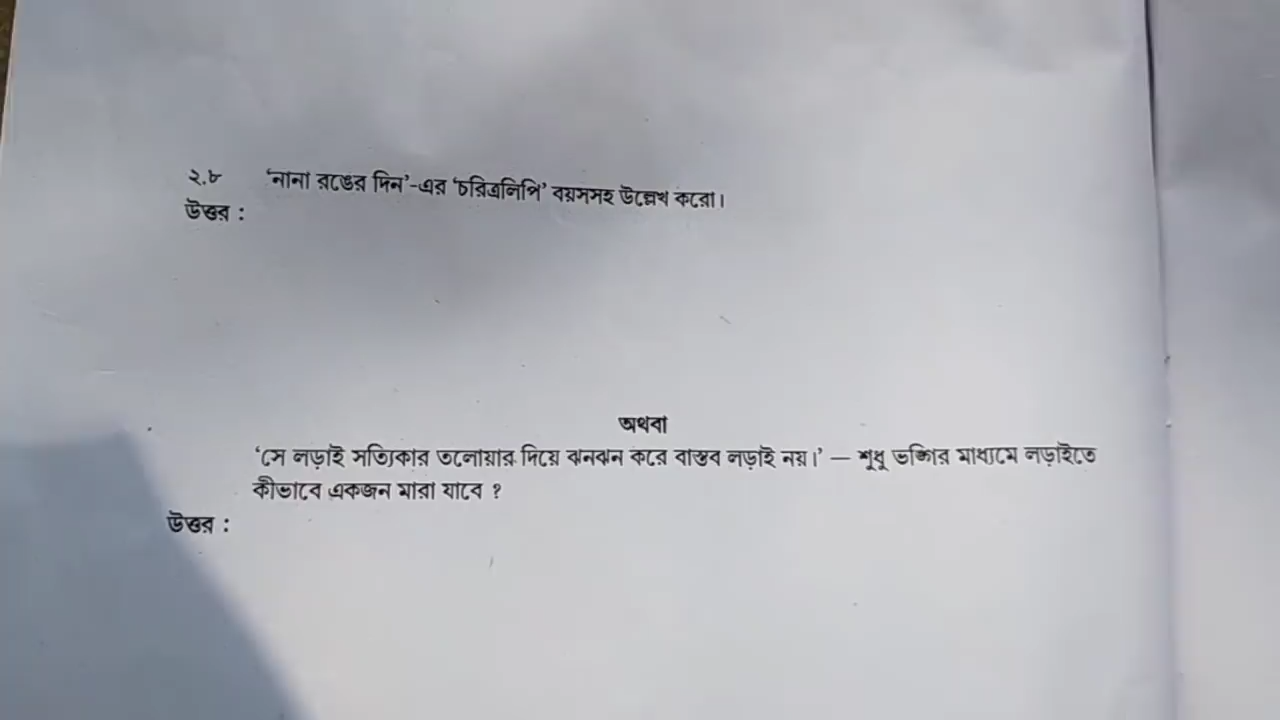 ২.৮ 'নানা রঙের দিন'-এর 'চরিত্রলিপি' বয়সসহ উল্লেখ করো।
উত্তর :
অথবা
'সে লড়াই সত্যিকার তলোয়ার দিয়ে ঝনঝন করে বাস্তব লড়াই নয়।' — শুধু ভঙ্গির মাধ্যমে লড়াইতে
কীভাবে একজন মারা যাবে ?
উত্তর :